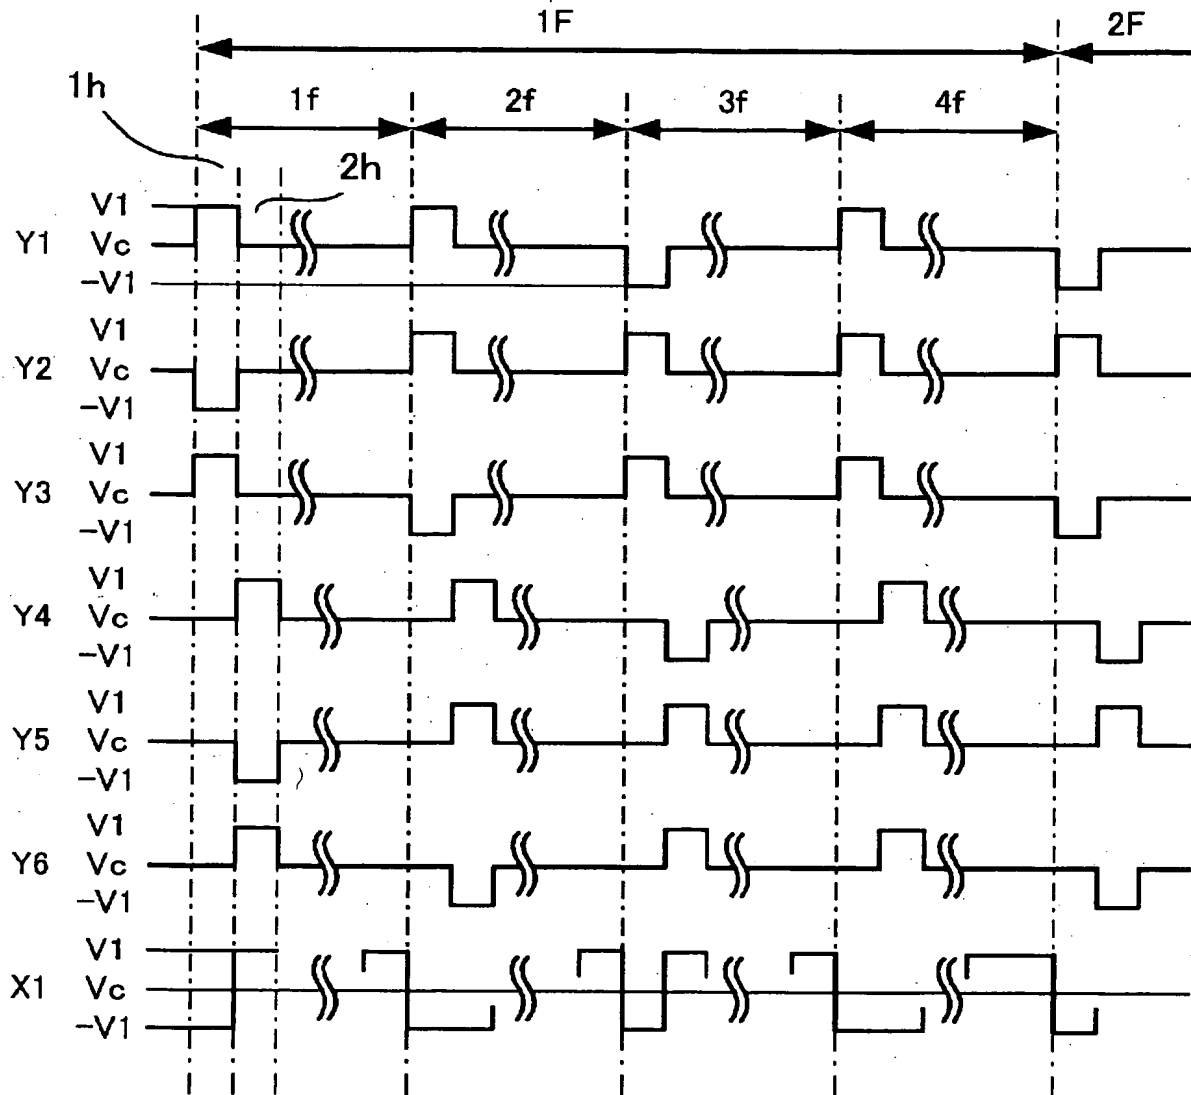 1F 2F
1h 1f 2f 3f 4f
2h
V1
Y1 Vc
-V1
V1
Y2 Vc
-V1
V1
Y3 Vc
-V1
V1
Y4 Vc
-V1
V1
Y5 Vc
-V1
V1
Y6 Vc
-V1
V1
X1 Vc
-V1